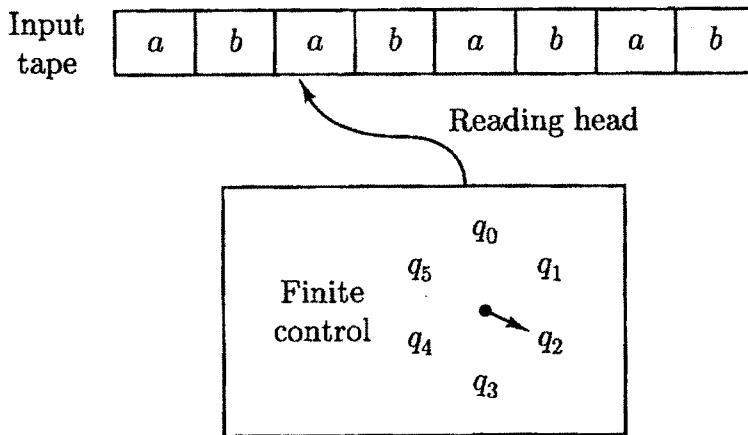 Input tape
a b a b a b a b
Reading head
q₀
q₅ q₁
Finite control
q₄ q₂
q₃